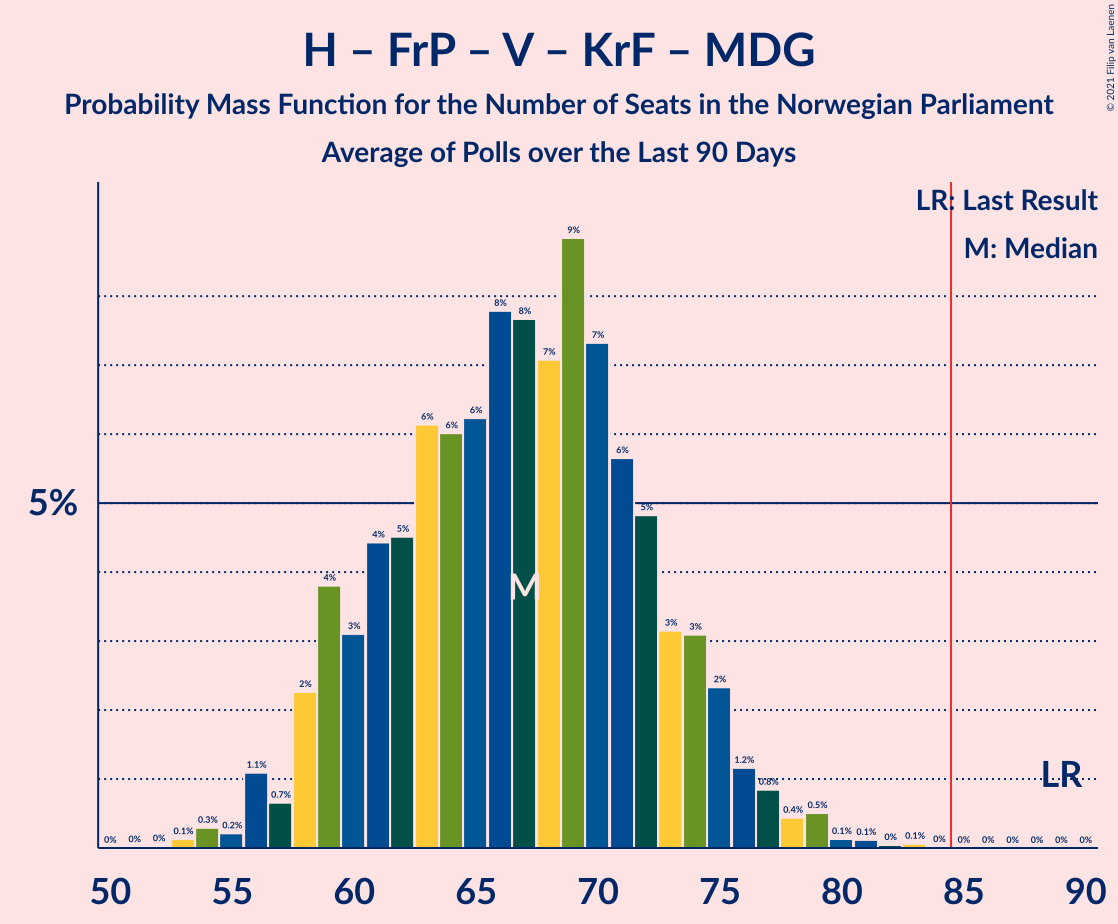 H – FrP – V – KrF – MDG
Probability Mass Function for the Number of Seats in the Norwegian Parliament
Average of Polls over the Last 90 Days
© 2021 Filip van Laenen
LR: Last Result
M: Median
5%
0% 0% 0% 0.1% 0.3% 0.2% 1.1% 0.7% 2% 4% 3% 4% 5% 6% 6% 6% 8% 8% 7% 9% 7% 6% 5% 3% 3% 2% 1.2% 0.8% 0.4% 0.5% 0.1% 0.1% 0% 0.1% 0% 0% 0% 0% 0% 0% 0%
M
LR
50 55 60 65 70 75 80 85 90